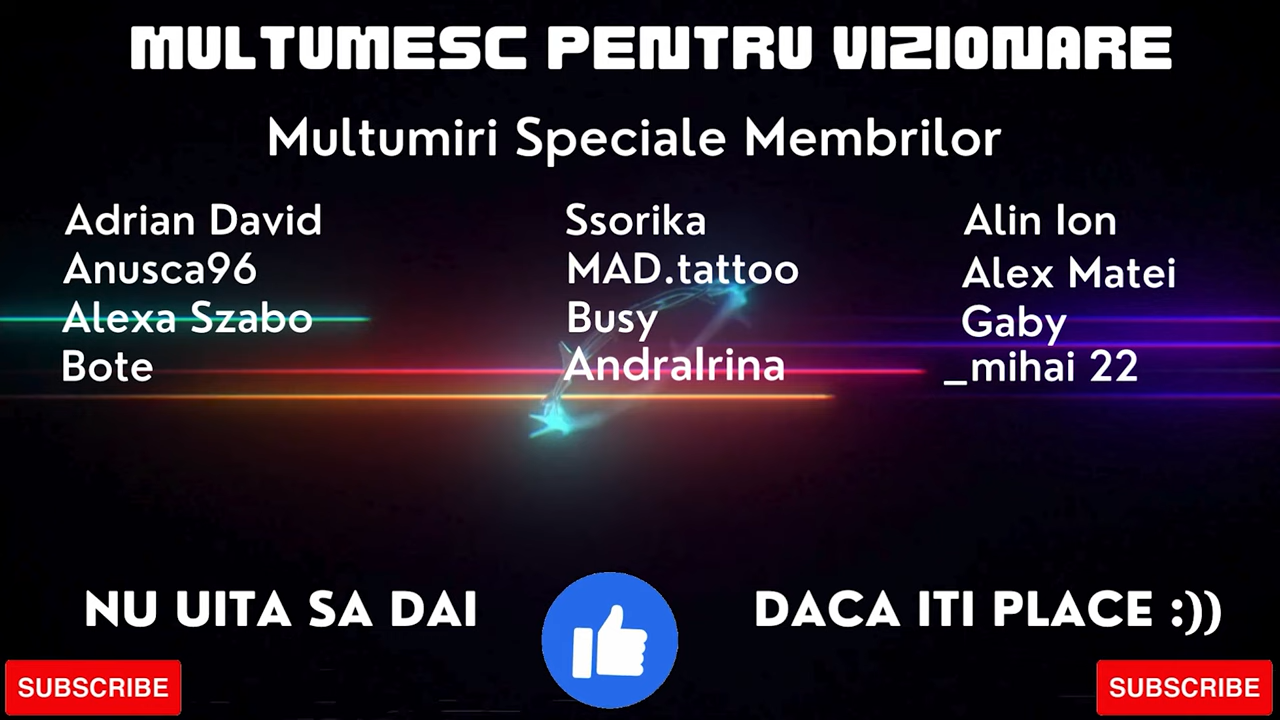 MULTUMESC PENTRU VIZIONARE
Multumiri Speciale Membrilor
Adrian David
Anusca96
Alexa Szabo
Bote
Ssorika
MAD.tattoo
Busy
AndraIrina
Alin Ion
Alex Matei
Gaby
_mihai 22
NU UITA SA DAI
DACA ITI PLACE :))
SUBSCRIBE
SUBSCRIBE